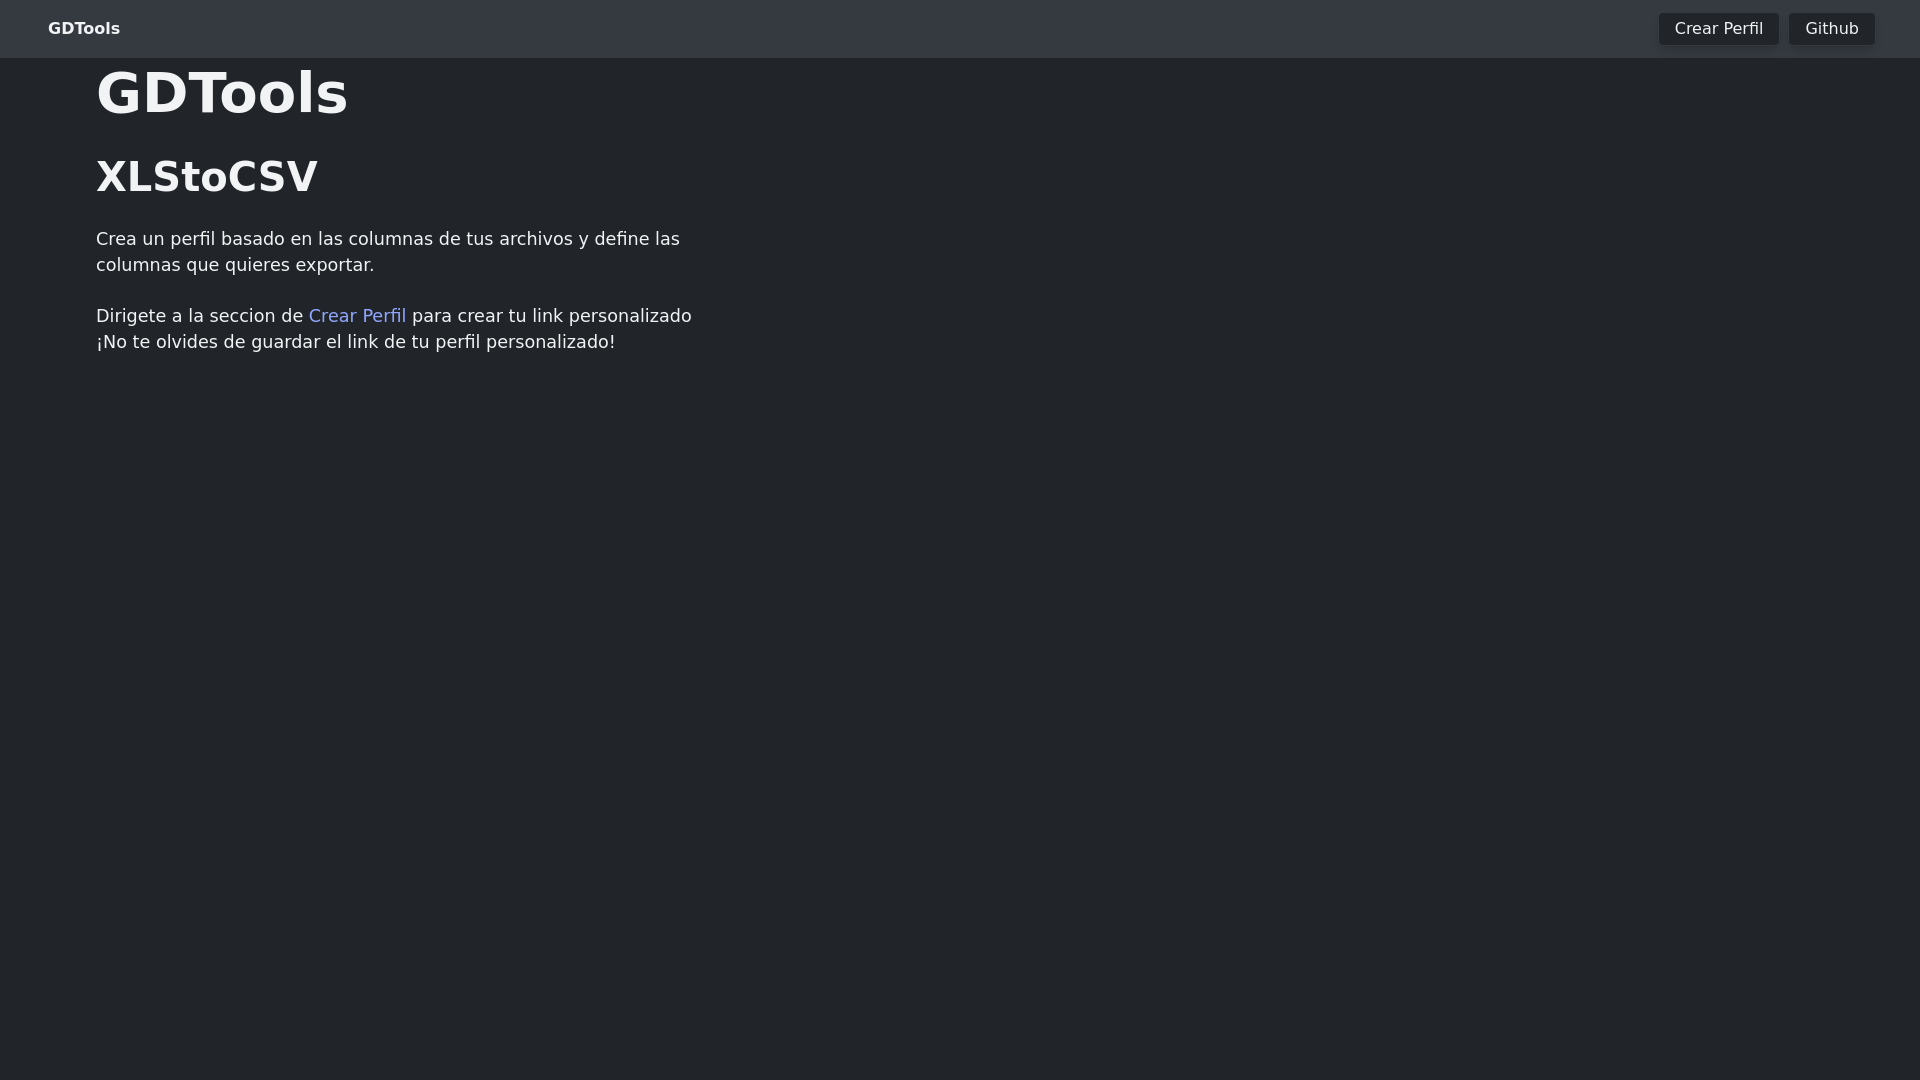 GDTools
Crear Perfil
Github
GDTools
XLStoCSV
Crea un perfil basado en las columnas de tus archivos y define las
columnas que quieres exportar.
Dirigete a la seccion de Crear Perfil para crear tu link personalizado
¡No te olvides de guardar el link de tu perfil personalizado!